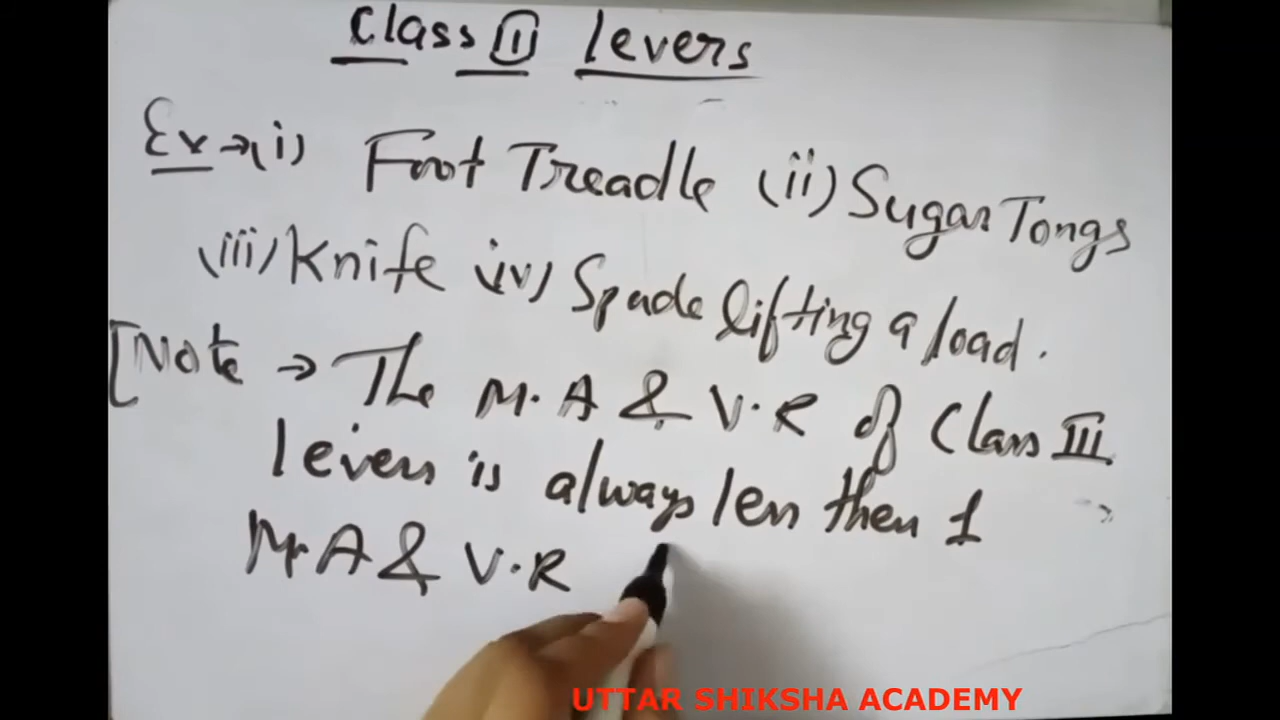 Class III levers
Ex→(i) Foot Treadle (ii) Sugar Tongs
(iii) Knife iv) Spade lifting a load.
[Note → The M.A & V.R of Class III
levers is always less then 1
M.A & V.R
UTTAR SHIKSHA ACADEMY